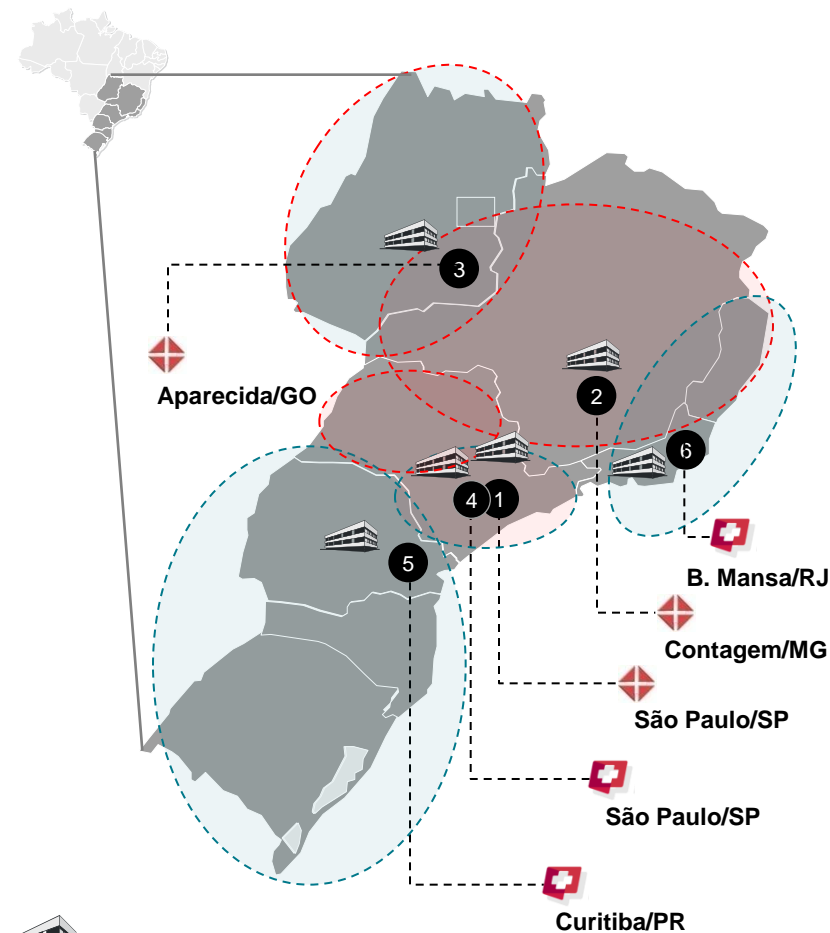 3
Aparecida/GO
2
6
4
1
5
B. Mansa/RJ
Contagem/MG
São Paulo/SP
São Paulo/SP
Curitiba/PR